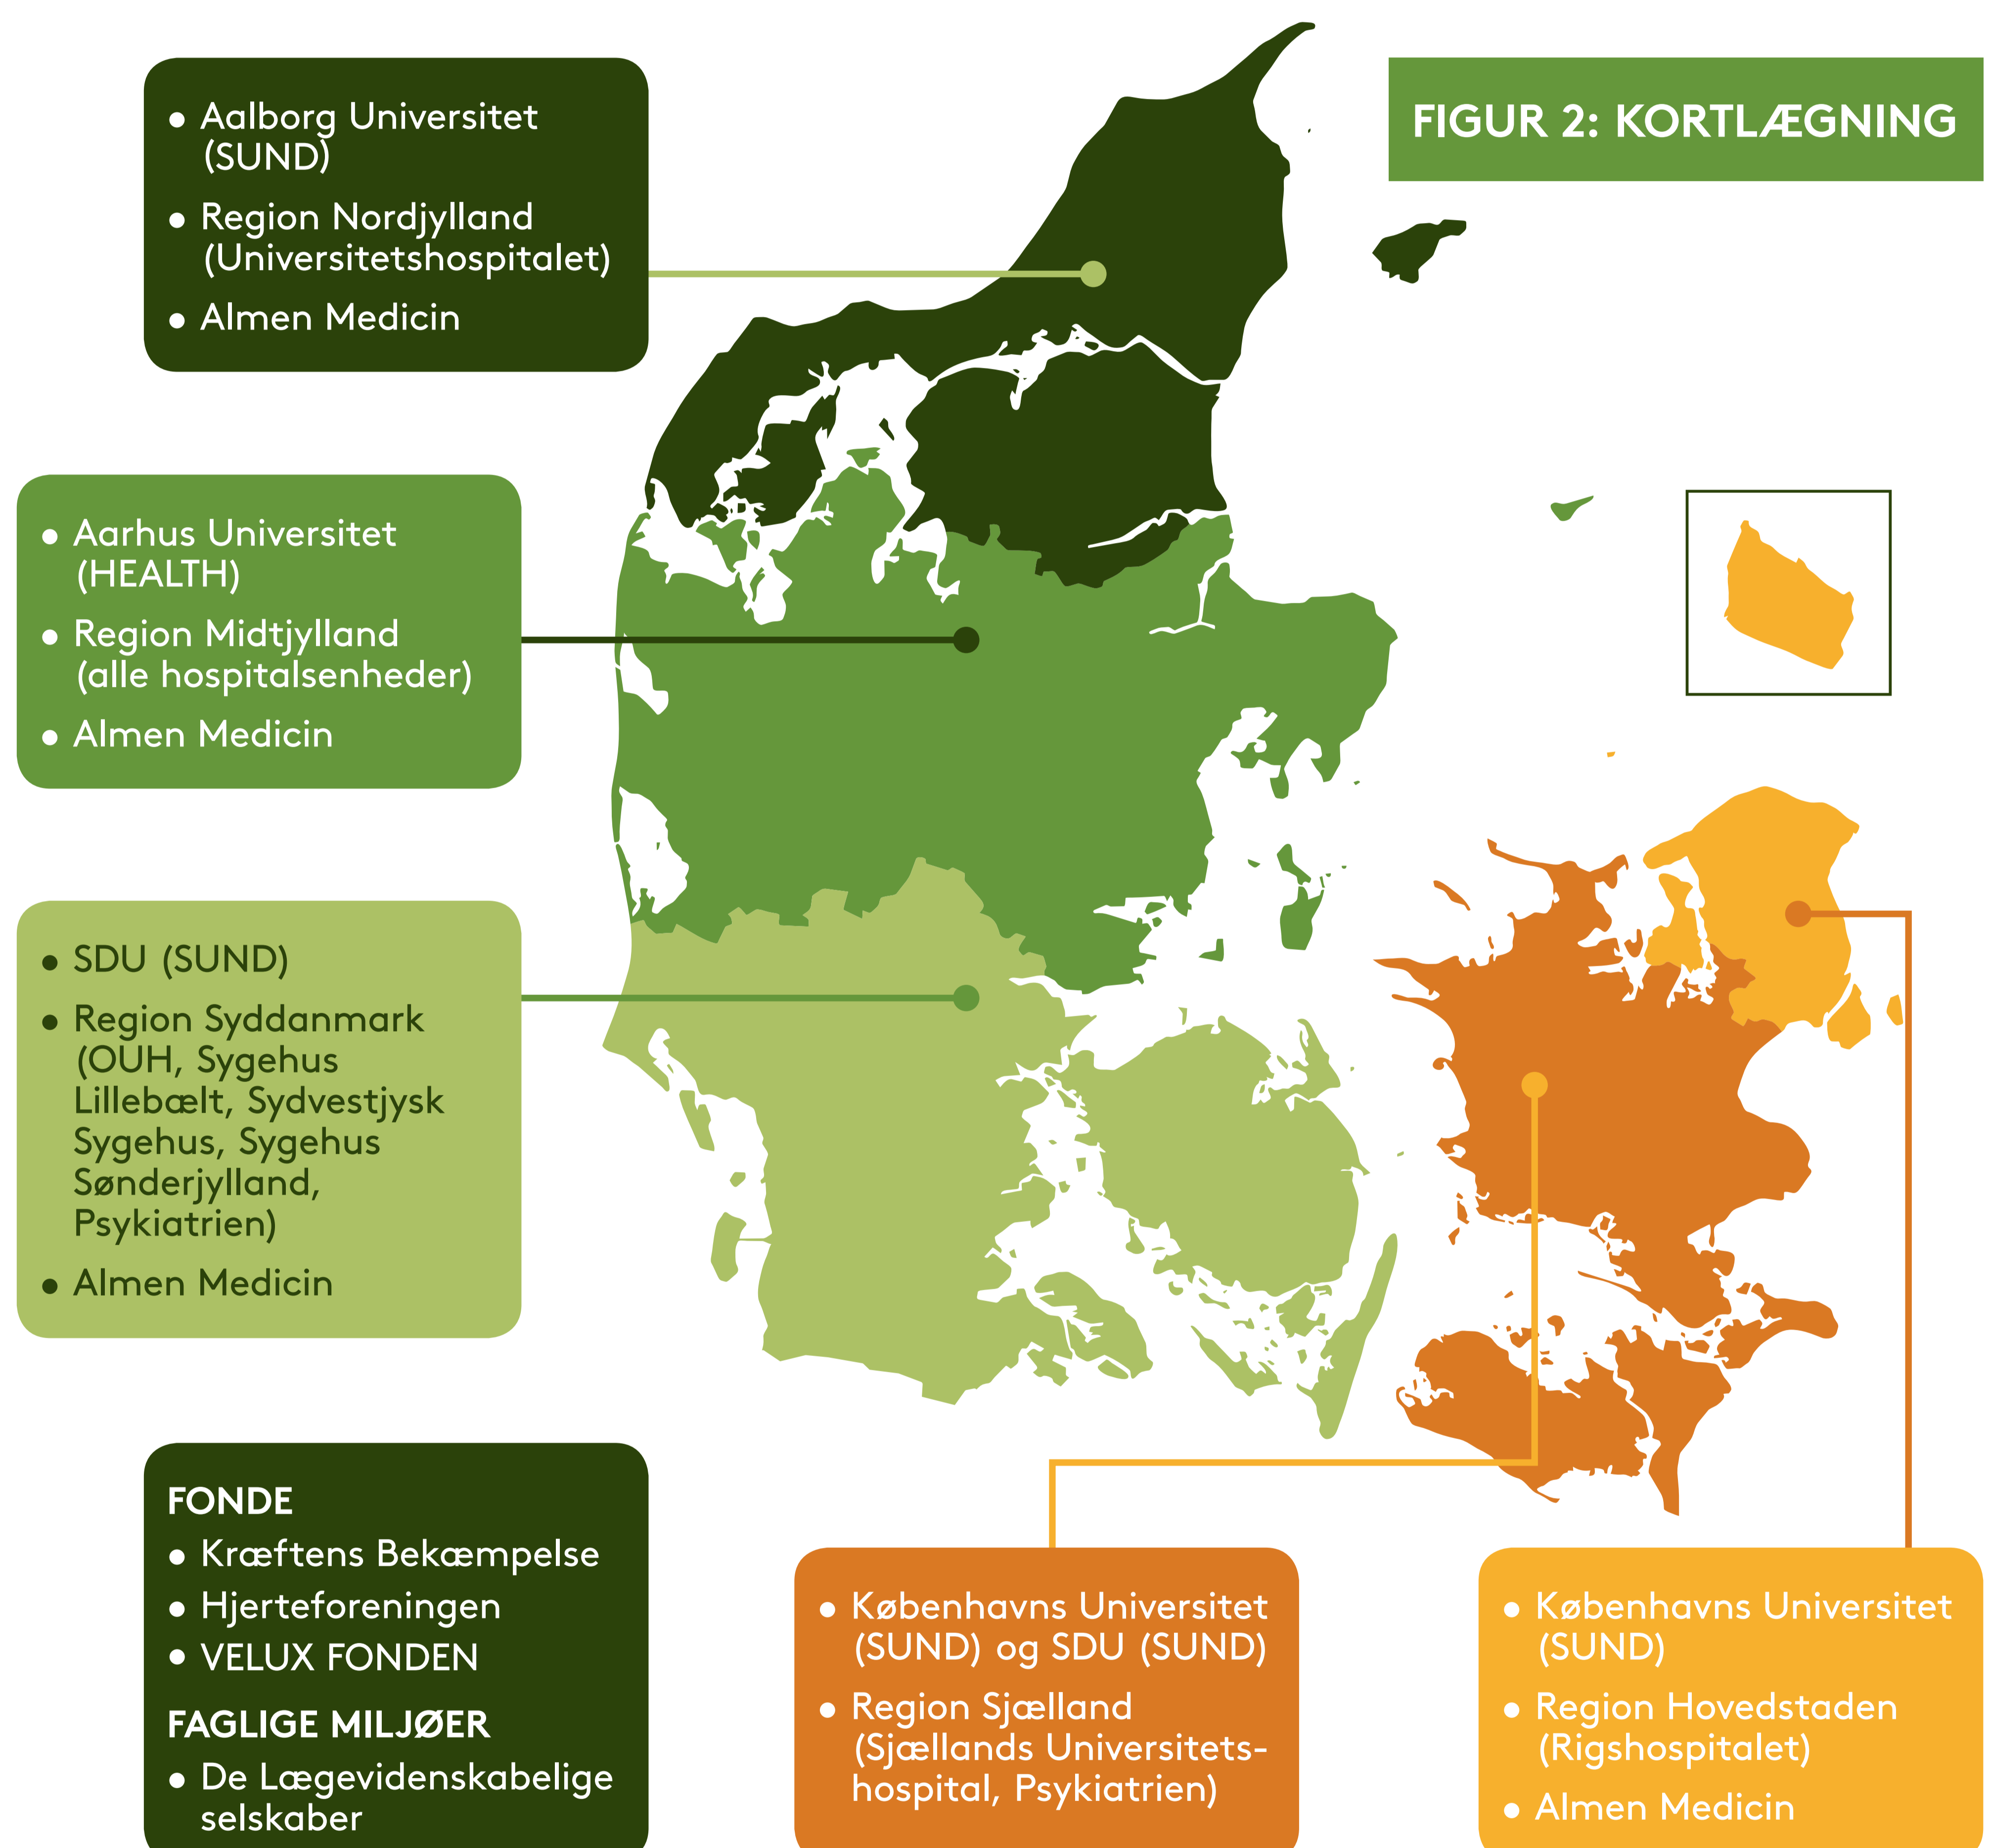 FIGUR 2: KORTLÆGNING
• Aalborg Universitet
(SUND)
• Region Nordjylland
(Universitetshospitalet)
• Almen Medicin
• Aarhus Universitet
(HEALTH)
• Region Midtjylland
(alle hospitalsenheder)
• Almen Medicin
• SDU (SUND)
• Region Syddanmark
(OUH, Sygehus
Lillebælt, Sydvestjysk
Sygehus, Sygehus
Sønderjylland,
Psykiatrien)
• Almen Medicin
FONDE
• Kræftens Bekæmpelse
• Hjerteforeningen
• VELUX FONDEN
FAGLIGE MILJØER
• De Lægevidenskabelige
selskaber
• Københavns Universitet
(SUND) og SDU (SUND)
• Region Sjælland
(Sjællands Universitets-
hospital, Psykiatrien)
• Københavns Universitet
(SUND)
• Region Hovedstaden
(Rigshospitalet)
• Almen Medicin